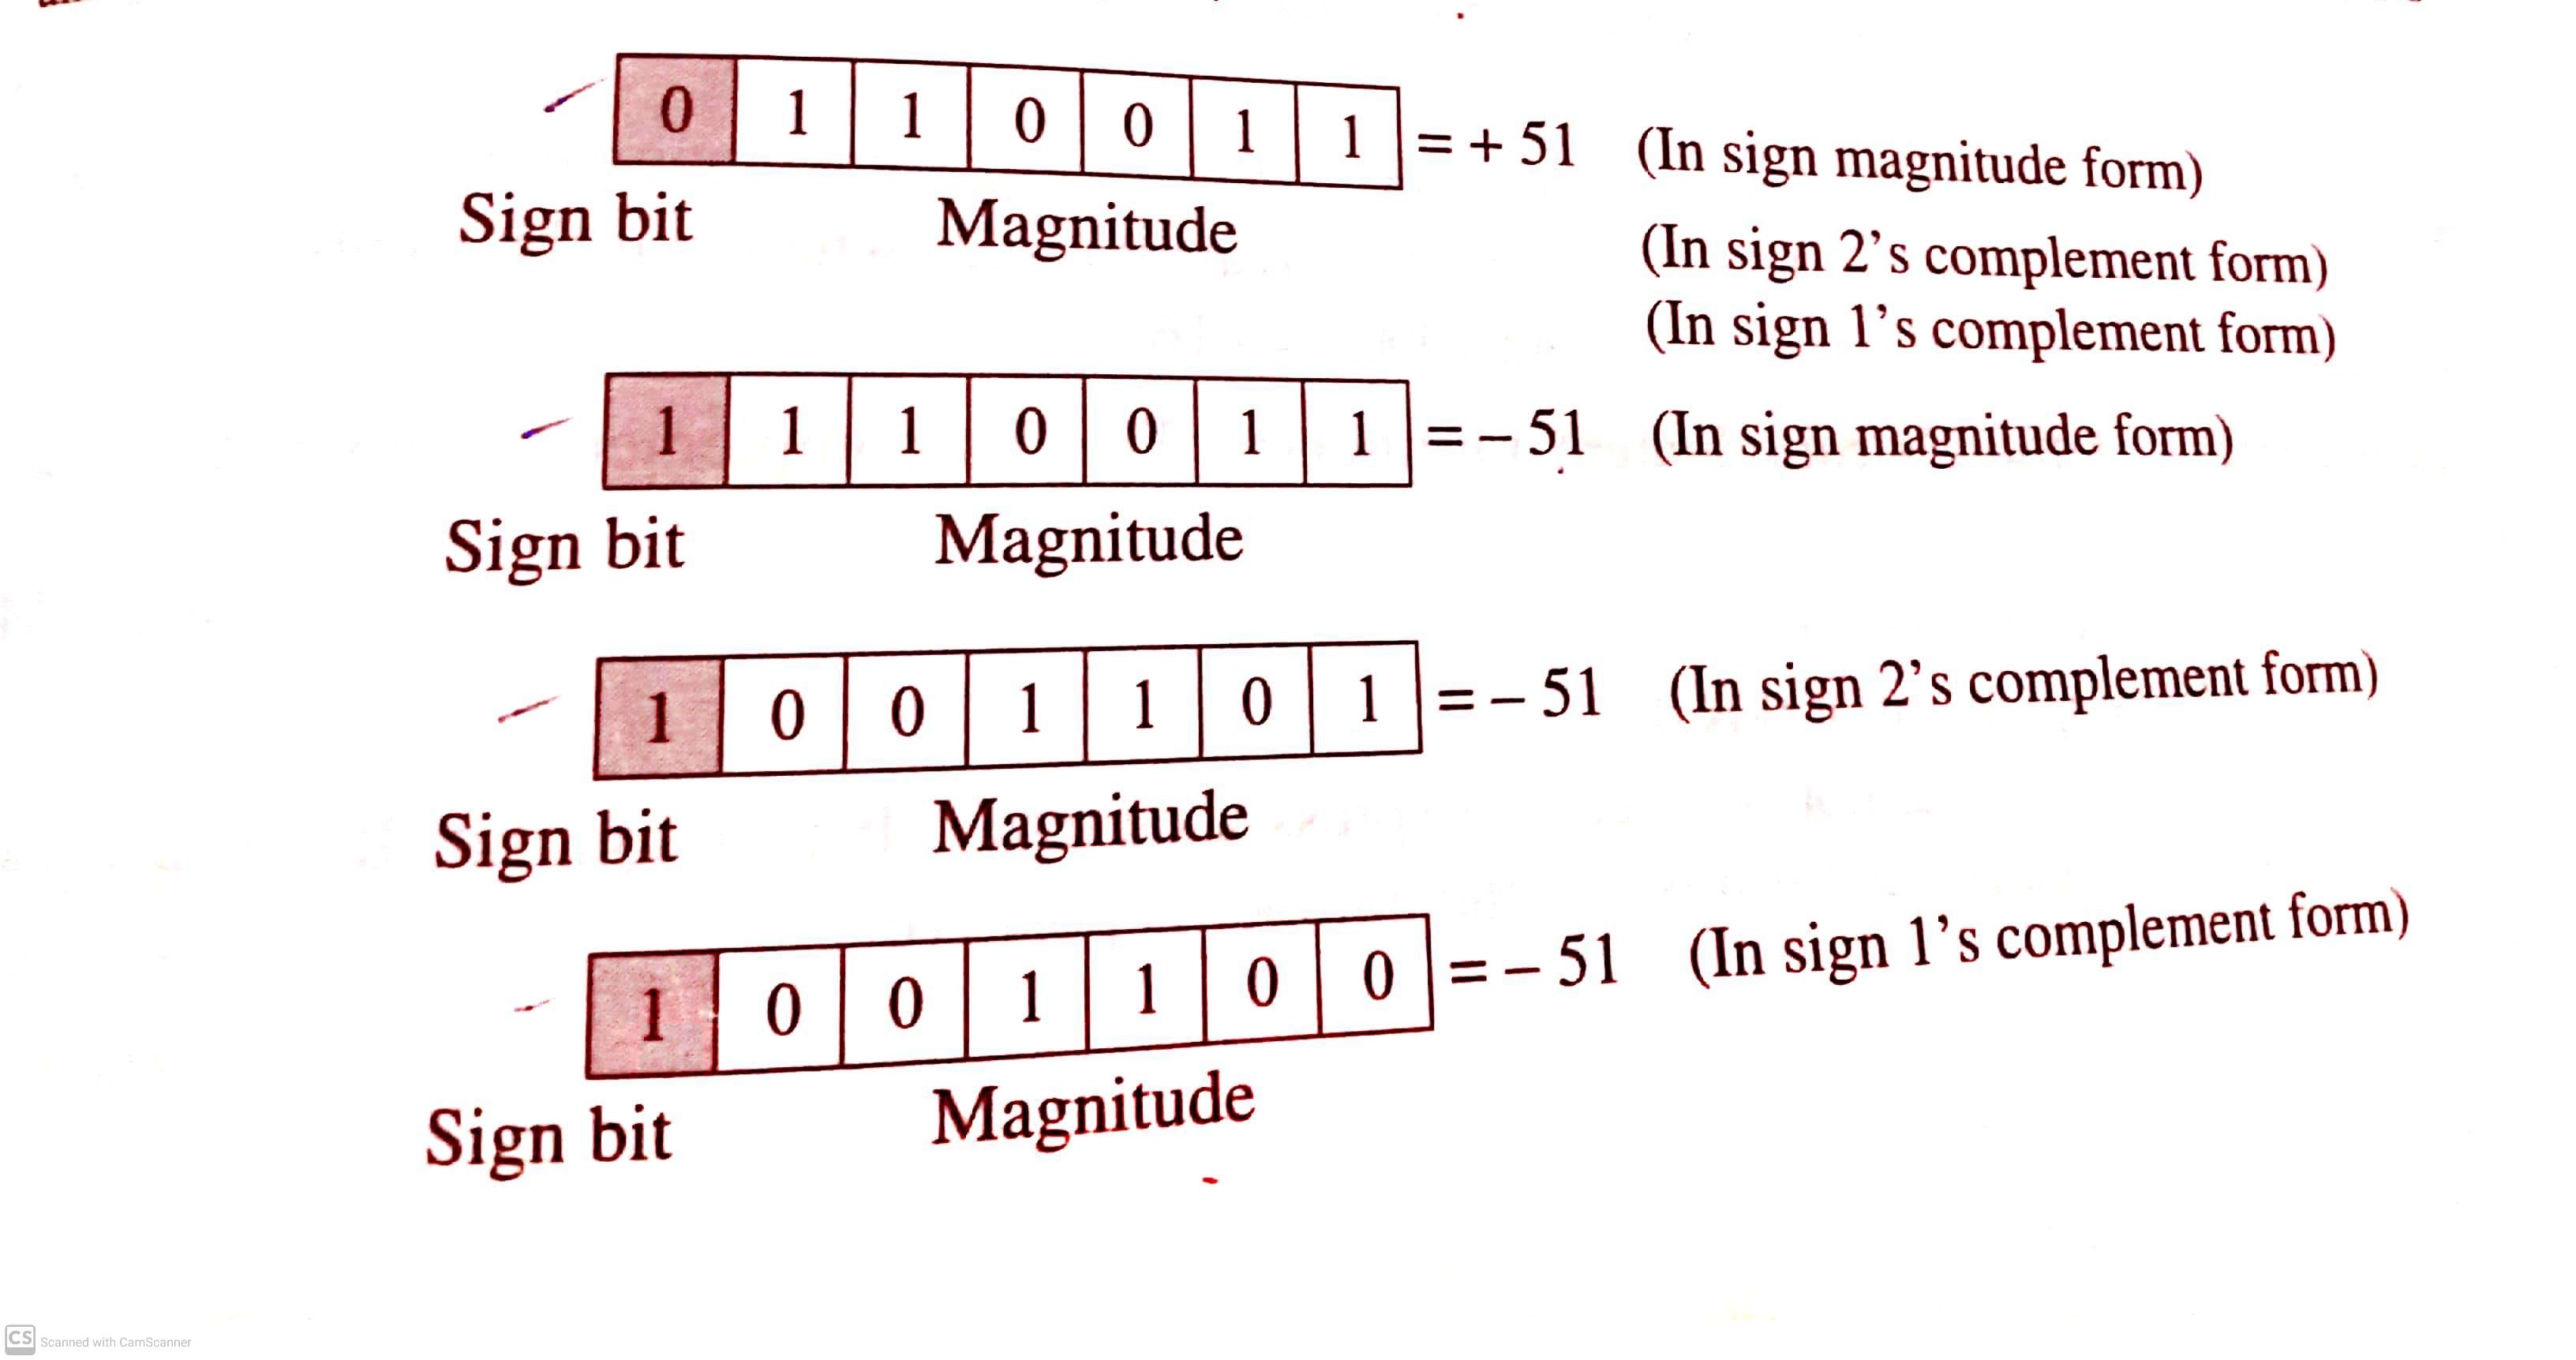 0 1 1 0 0 1 1 = + 51 (In sign magnitude form)
Sign bit Magnitude
(In sign 2's complement form)
(In sign 1's complement form)
1 1 1 0 0 1 1 = – 51 (In sign magnitude form)
Sign bit Magnitude
1 0 0 1 1 0 1 = – 51 (In sign 2's complement form)
Sign bit Magnitude
1 0 0 1 1 0 0 = – 51 (In sign 1's complement form)
Sign bit Magnitude
CS Scanned with CamScanner